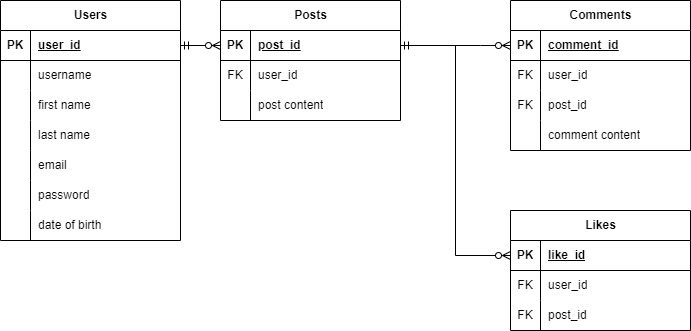 Users
PK user_id
username
first name
last name
email
password
date of birth
Posts
PK post_id
FK user_id
post content
Comments
PK comment_id
FK user_id
FK post_id
comment content
Likes
PK like_id
FK user_id
FK post_id